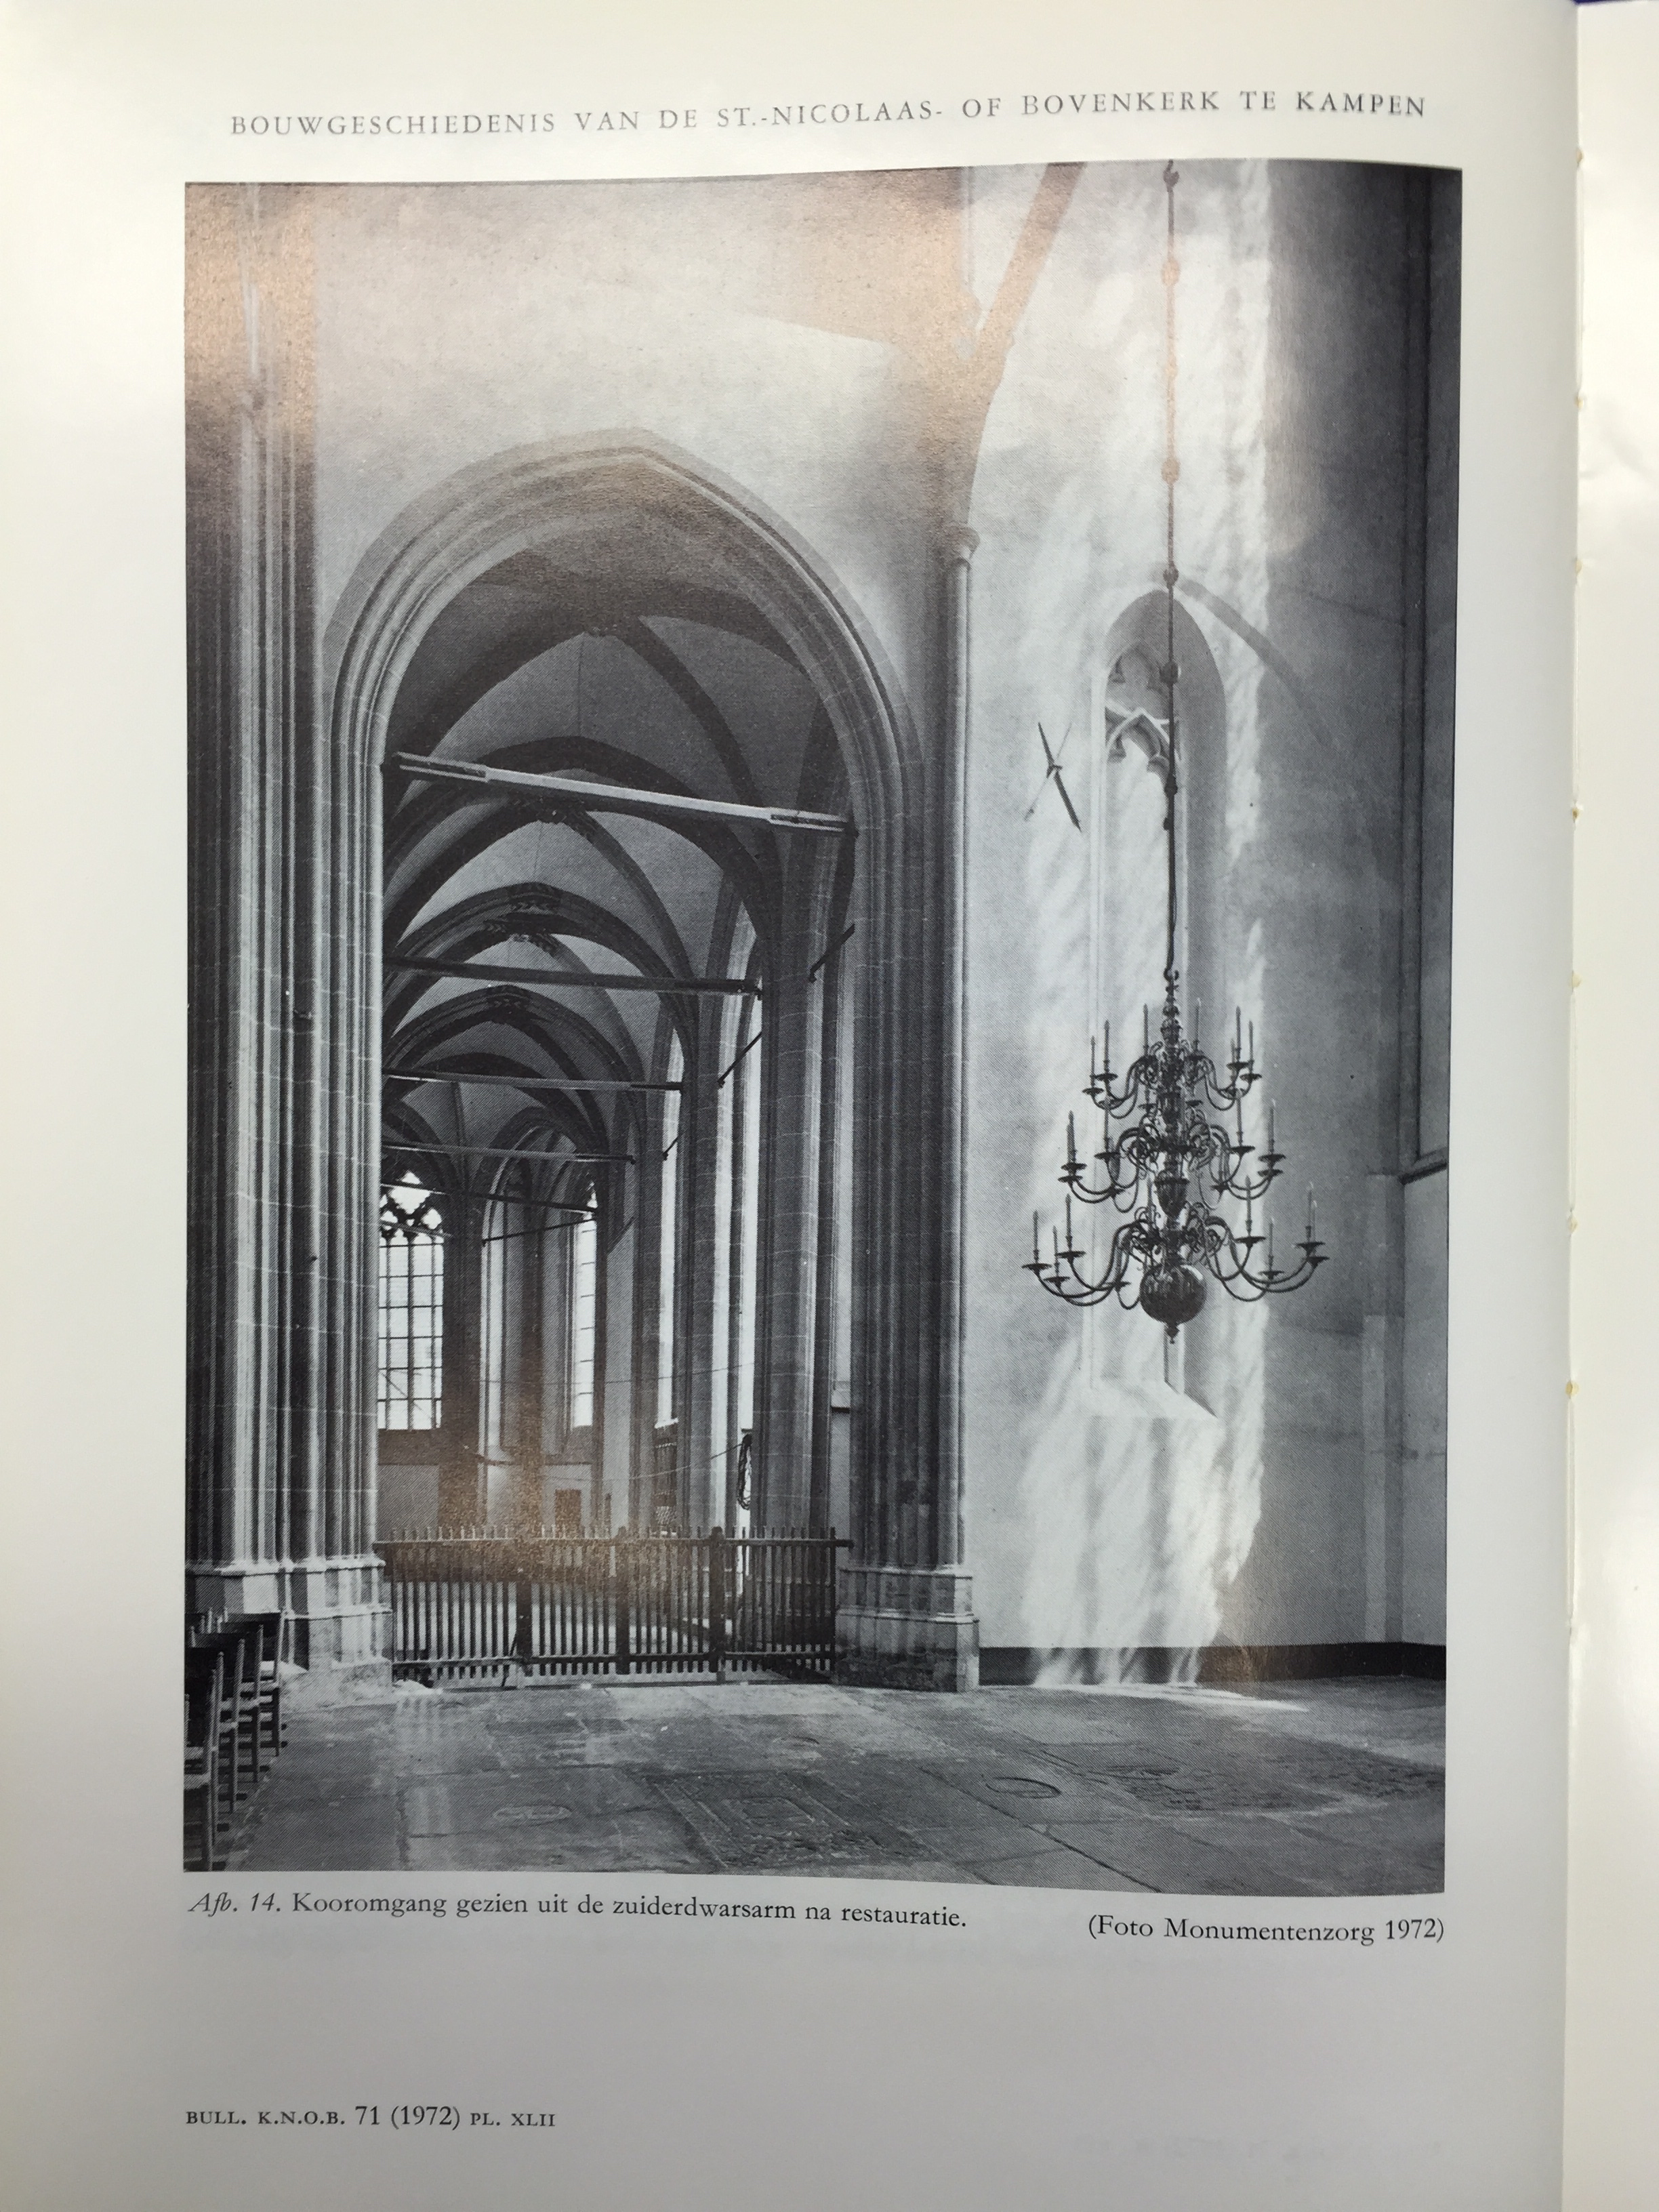 BOUWGESCHIEDENIS VAN DE ST.-NICOLAAS- OF BOVENKERK TE KAMPEN
Afb. 14. Kooromgang gezien uit de zuiderdwarsarm na restauratie.
(Foto Monumentenzorg 1972)
BULL. K.N.O.B. 71 (1972) PL. XLII